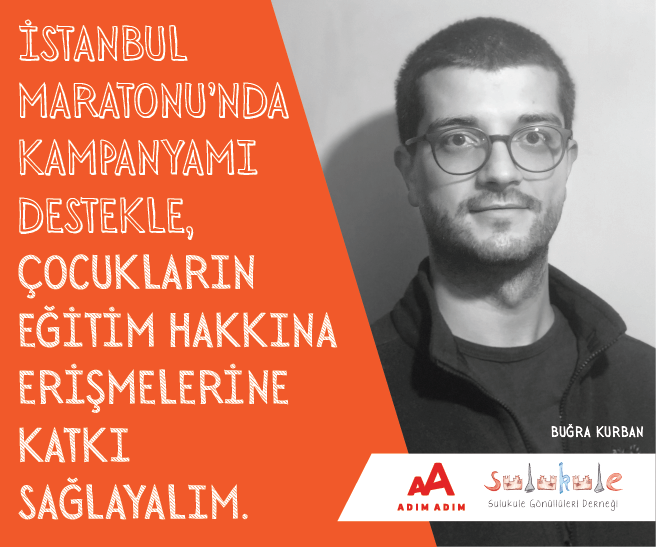 İSTANBUL
MARATONU'NDA
KAMPANYAMI
DESTEKLE,
ÇOCUKLARIN
EĞİTİM HAKKINA
ERİŞMELERİNE
KATKI
SAĞLAYALIM.
BUĞRA KURBAN
AA
ADIM ADIM
Sulukule
Sulukule Gönüllüleri Derneği